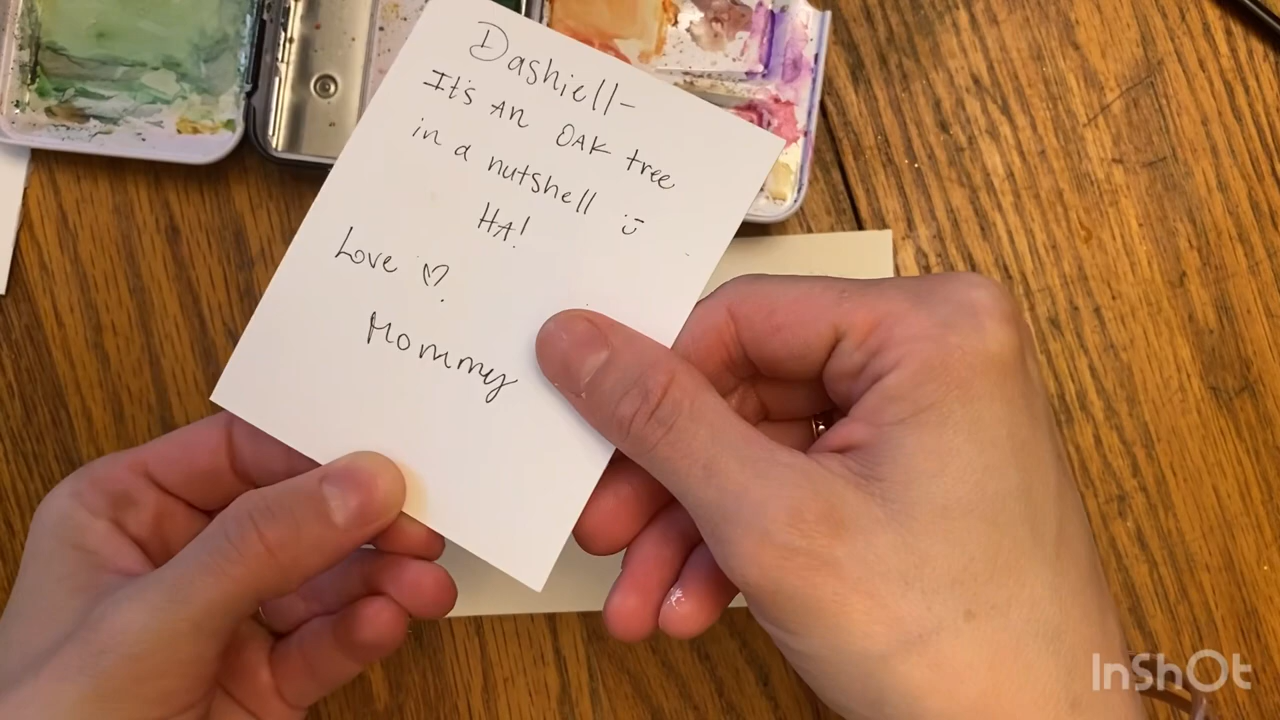 Dashiell-
It's AN OAK tree
in a nutshell :)
HA!
Love ♡
Mommy
InShOt